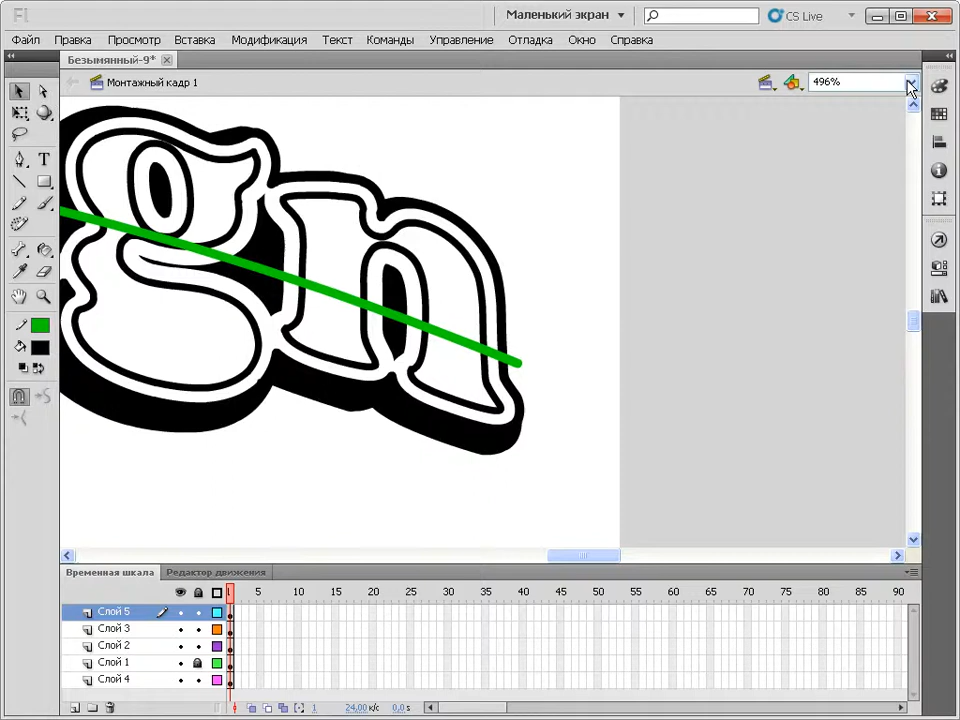 Fl
Маленький экран
CS Live
Файл Правка Просмотр Вставка Модификация Текст Команды Управление Отладка Окно Справка
Безымянный-9*
Монтажный кадр 1
496%
gn
T
Временная шкала Редактор движения
1 5 10 15 20 25 30 35 40 45 50 55 60 65 70 75 80 85 90
Слой 5
Слой 3
Слой 2
Слой 1
Слой 4
1 24,00 к/с 0,0 s